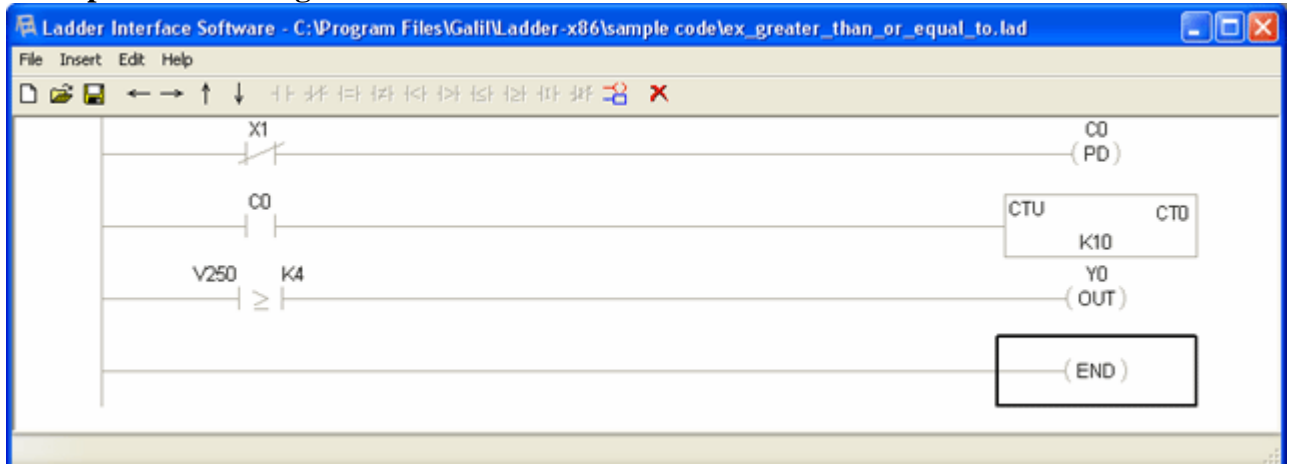 Ladder Interface Software - C:\Program Files\Galil\Ladder-x86\sample code\ex_greater_than_or_equal_to.lad
File Insert Edit Help
X1 C0
( PD )
C0 CTU CT0
K10
V250 K4 Y0
≥ ( OUT )
( END )